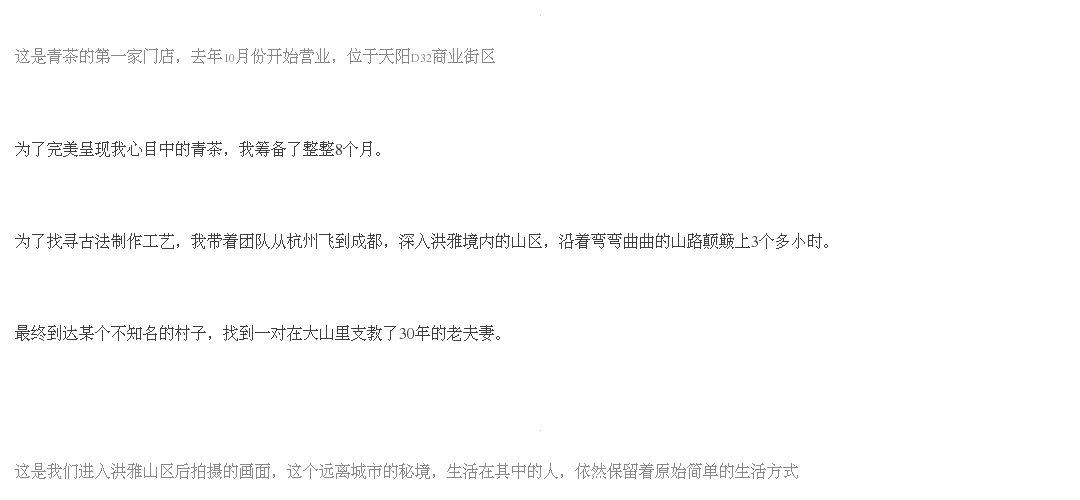 这是青茶的第一家门店，去年10月份开始营业，位于天阳D32商业街区
为了完美呈现我心目中的青茶，我筹备了整整8个月。
为了找寻古法制作工艺，我带着团队从杭州飞到成都，深入洪雅境内的山区，沿着弯弯曲曲的山路颠簸上3个多小时。
最终到达某个不知名的村子，找到一对在大山里支教了30年的老夫妻。
这是我们进入洪雅山区后拍摄的画面，这个远离城市的秘境，生活在其中的人，依然保留着原始简单的生活方式